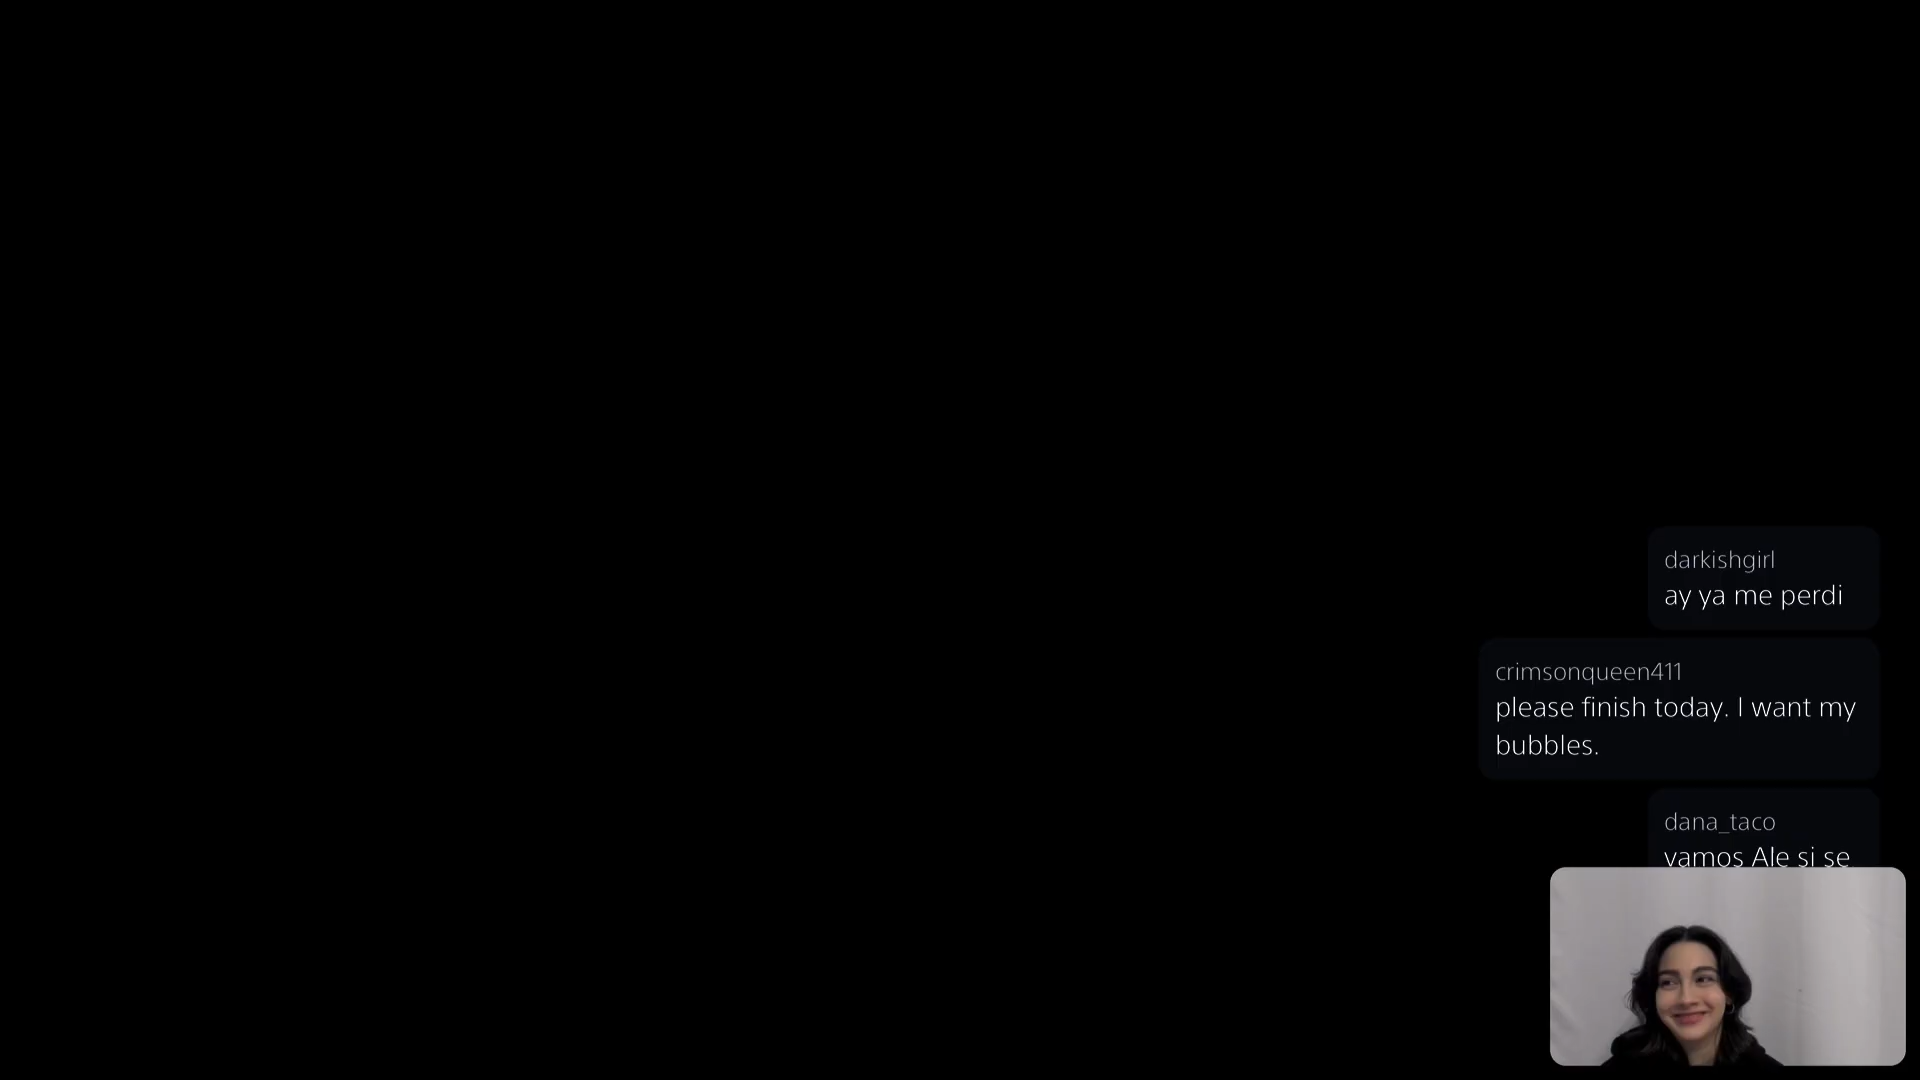 darkishgirl
ay ya me perdi
crimsonqueen411
please finish today. I want my
bubbles.
dana_taco
vamos Ale si se